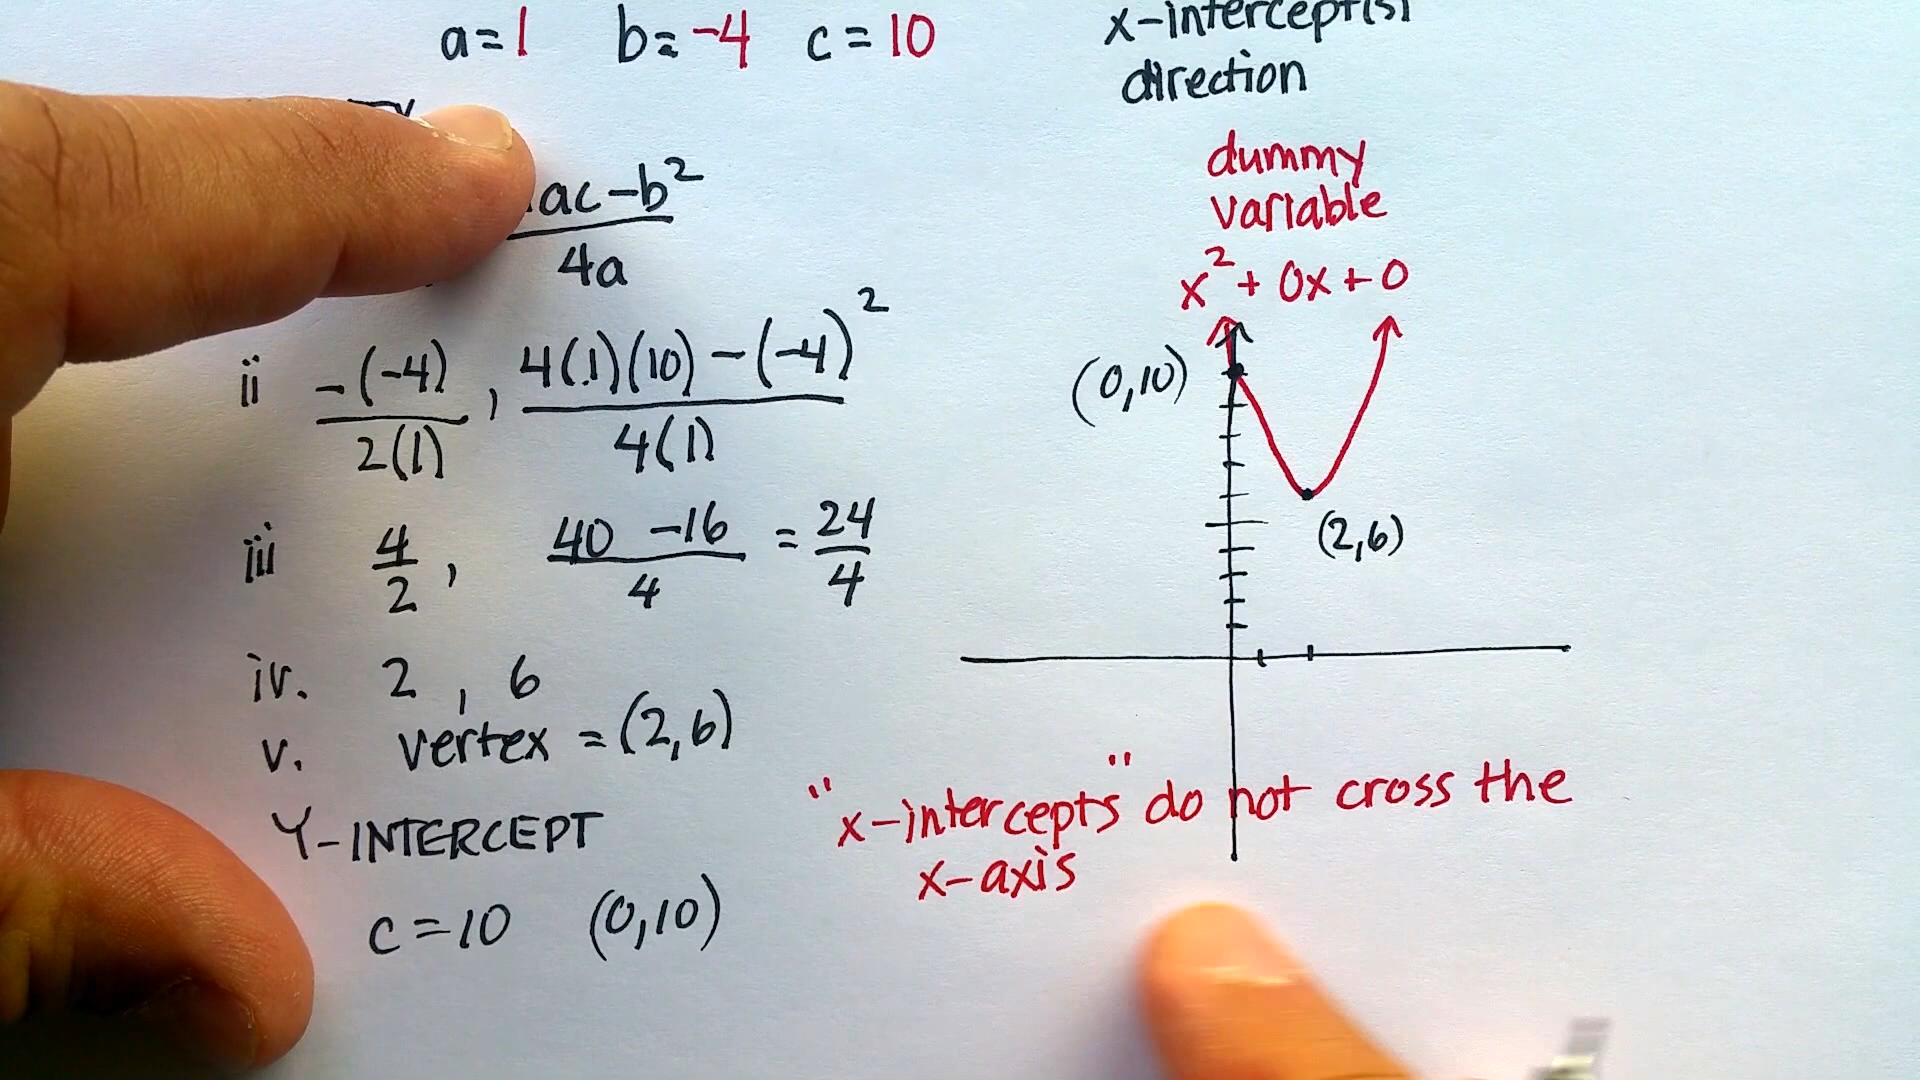 a=1 b=-4 c=10
ac-b²
4a
ii -(-4) , 4(1)(10)-(-4)²
2(1) 4(1)
iii 4 , 40 -16 = 24
2 4 4
iv. 2 , 6
v. vertex = (2,6)
Y-INTERCEPT
c=10 (0,10)
x-intercept(s)
direction
dummy
variable
x²+ 0x+0
(0,10)
(2,6)
"x-intercepts" do not cross the
x-axis